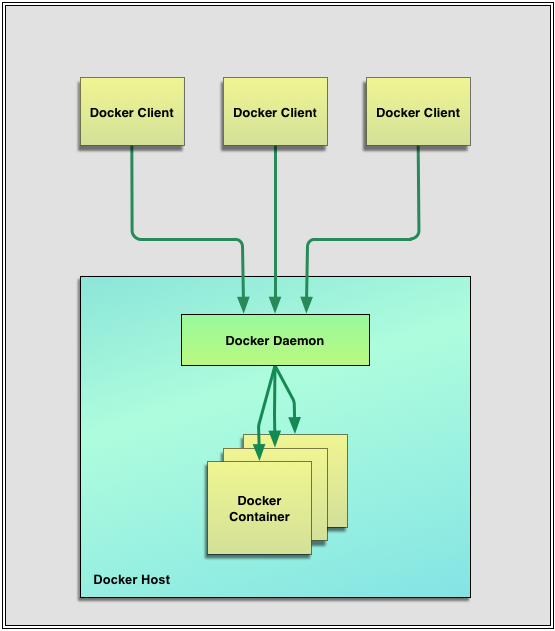 Docker Client
Docker Client
Docker Client
Docker Daemon
Docker
Container
Docker Host